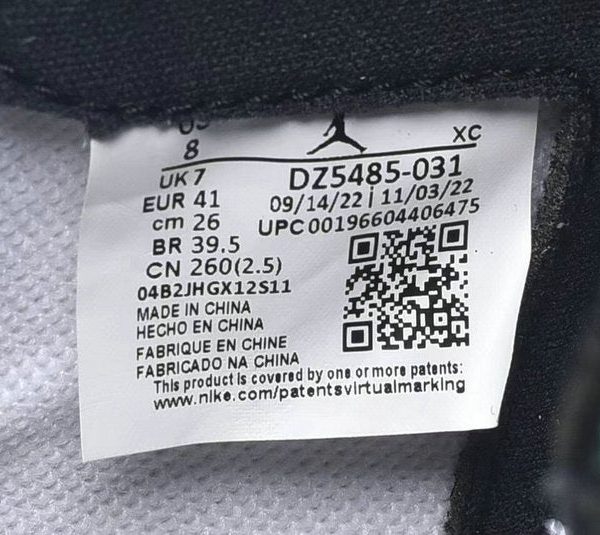 US
8
XC
UK 7
DZ5485-031
EUR 41
09/14/22 | 11/03/22
cm 26
UPC 00196604406475
BR 39.5
CN 260(2.5)
04B2JHGX12S11
MADE IN CHINA
HECHO EN CHINA
FABRIQUE EN CHINE
FABRICADO NA CHINA
This product is covered by one or more patents:
www.nike.com/patentsvirtualmarking